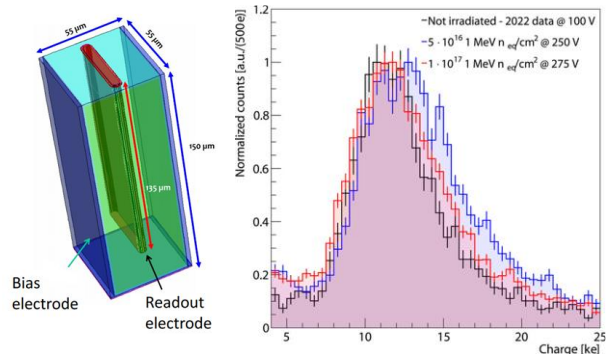 55 µm
55 µm
150 µm
135 µm
Bias
electrode
Readout
electrode
Normalized counts [a.u./(500e)]
1.2
1
0.8
0.6
0.4
0.2
0
Not irradiated - 2022 data @ 100 V
5 · 10¹⁶ 1 MeV n_eq/cm² @ 250 V
1 · 10¹⁷ 1 MeV n_eq/cm² @ 275 V
5 10 15 20 25
Charge [ke]